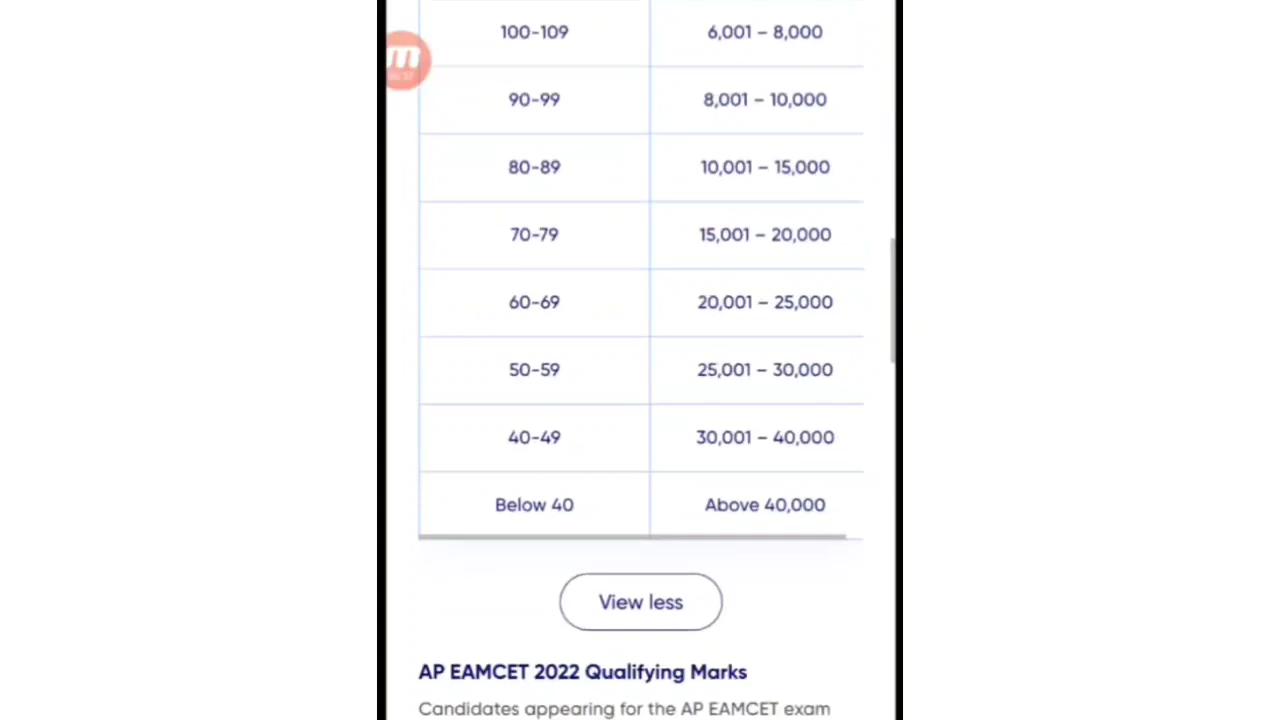 100-109 6,001 – 8,000
m
90-99 8,001 – 10,000
80-89 10,001 – 15,000
70-79 15,001 – 20,000
60-69 20,001 – 25,000
50-59 25,001 – 30,000
40-49 30,001 – 40,000
Below 40 Above 40,000
View less
AP EAMCET 2022 Qualifying Marks
Candidates appearing for the AP EAMCET exam